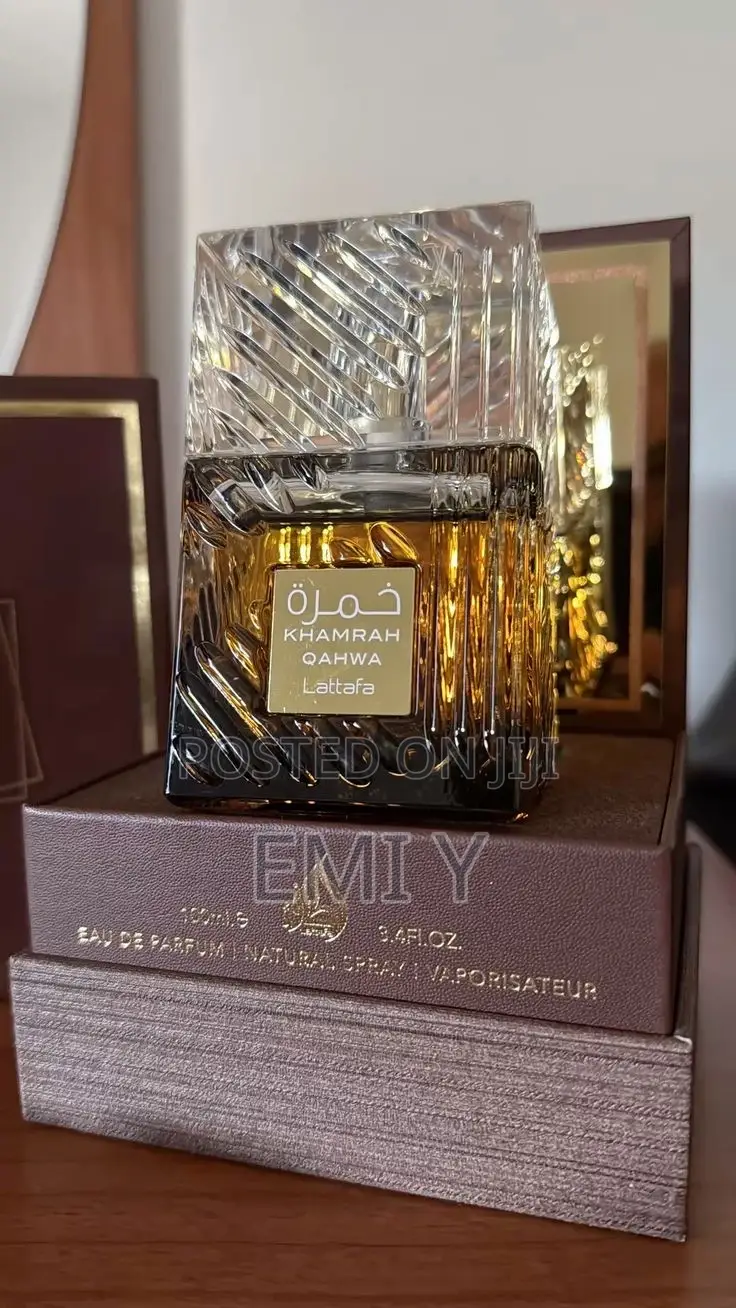 خمرة
KHAMRAH
QAHWA
Lattafa
POSTED ON JIJI
EMI Y
100ml.℮ 3.4Fl.OZ.
EAU DE PARFUM | NATURAL SPRAY | VAPORISATEUR